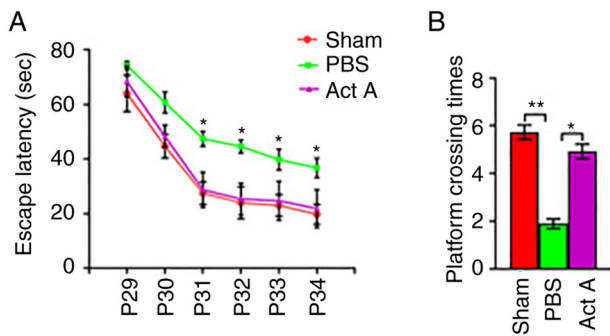 A
Escape latency (sec)
80
60
40
20
0
Sham
PBS
Act A
*
*
*
*
P29
P30
P31
P32
P33
P34
B
Platform crossing times
8
6
4
2
0
**
*
Sham
PBS
Act A